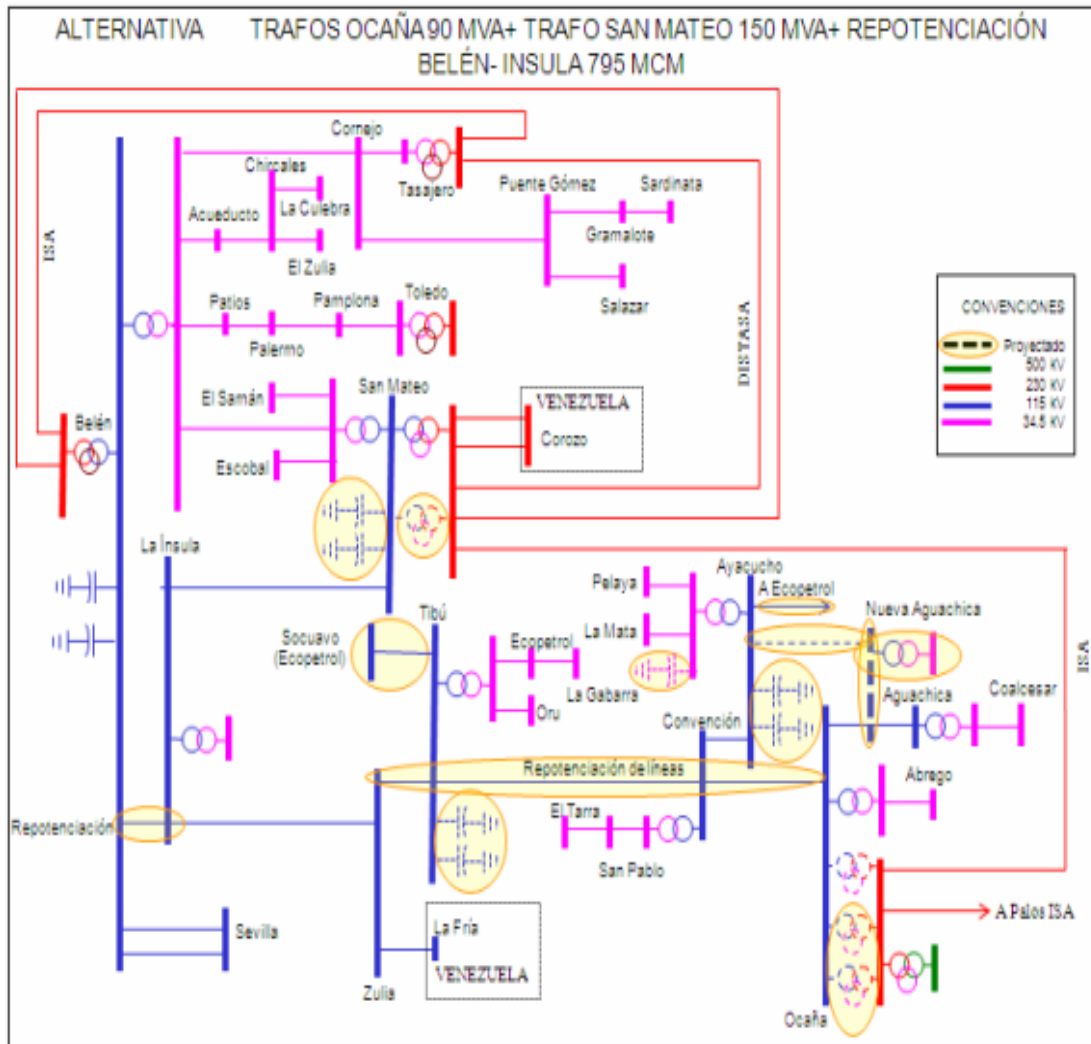 ALTERNATIVA TRAFOS OCAÑA 90 MVA+ TRAFO SAN MATEO 150 MVA+ REPOTENCIACIÓN
BELÉN- INSULA 795 MCM
Cornejo
Chircales
La Culebra
Tasajero
Puente Gómez
Sardinata
Acueducto
Gramalote
El Zulia
Salazar
ISA
Patios
Pamplona
Toledo
Palermo
CONVENCIONES
Proyectado
500 KV
230 KV
115 KV
34.5 KV
DISTASA
El Samán
San Mateo
VENEZUELA
Corozo
Belén
Escobal
La Ínsula
Ayacucho
Pelaya
A Ecopetrol
Nueva Aguachica
Tibú
Socuavo
(Ecopetrol)
La Mata
ISA
Ecopetrol
La Gabarra
Aguachica
Coalcesar
Oru
Convención
Repotenciación de líneas
Abrego
Repotenciación
El Tarra
San Pablo
Sevilla
La Fría
VENEZUELA
A Palos ISA
Zulia
Ocaña